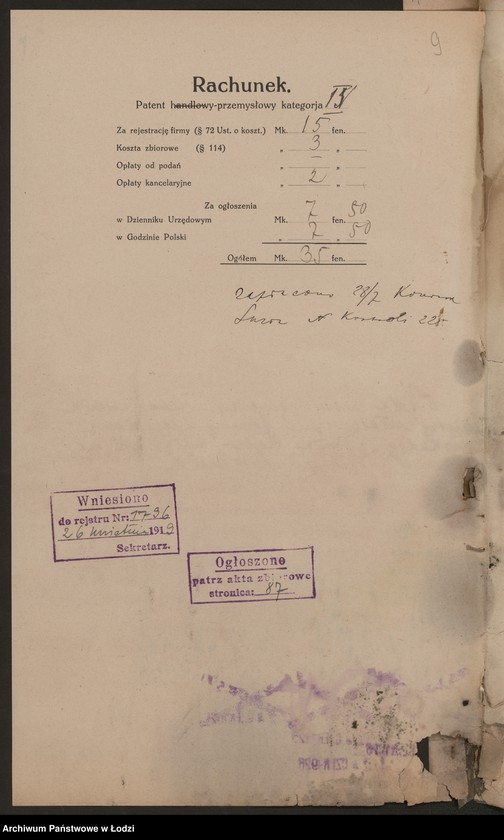 9
Rachunek.
Patent handlowy-przemysłowy kategorja IV
Za rejestrację firmy (§ 72 Ust. o koszt.) Mk. 15 fen.
Koszta zbiorowe (§ 114) „ 3 „
Opłaty od podań „ – „
Opłaty kancelaryjne „ 2 „
Za ogłoszenia
w Dzienniku Urzędowym Mk. 7 fen. 50
w Godzinie Polski „ 7 „ 50
Ogółem Mk. 35 fen.
28/7
N
Wniesiono
do rejstru Nr: 1796
26 kwietnia 1919
Sekretarz.
Ogłoszono
patrz akta zbiorowe
stronica: 87
Archiwum Państwowe w Łodzi